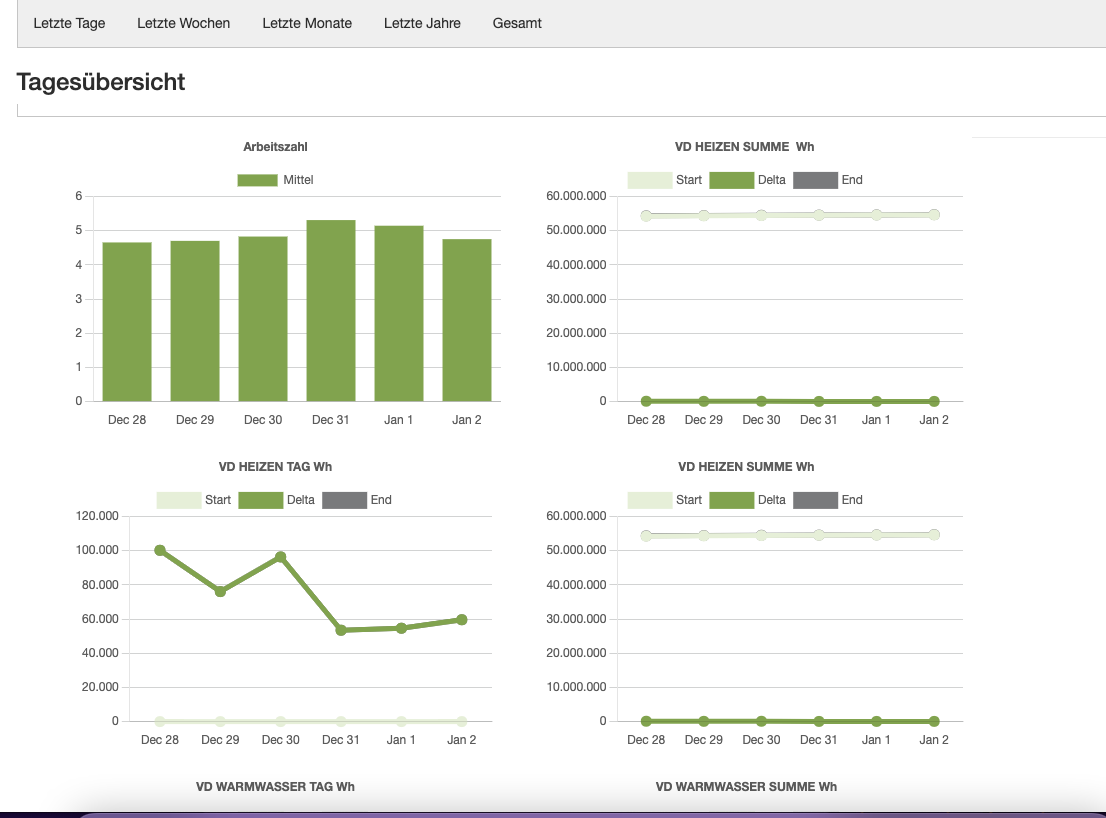 Letzte Tage Letzte Wochen Letzte Monate Letzte Jahre Gesamt
Tagesübersicht
Arbeitszahl
Mittel
6
5
4
3
2
1
0
Dec 28 Dec 29 Dec 30 Dec 31 Jan 1 Jan 2
VD HEIZEN SUMME  Wh
Start Delta End
60.000.000
50.000.000
40.000.000
30.000.000
20.000.000
10.000.000
0
Dec 28 Dec 29 Dec 30 Dec 31 Jan 1 Jan 2
VD HEIZEN TAG Wh
Start Delta End
120.000
100.000
80.000
60.000
40.000
20.000
0
Dec 28 Dec 29 Dec 30 Dec 31 Jan 1 Jan 2
VD HEIZEN SUMME Wh
Start Delta End
60.000.000
50.000.000
40.000.000
30.000.000
20.000.000
10.000.000
0
Dec 28 Dec 29 Dec 30 Dec 31 Jan 1 Jan 2
VD WARMWASSER TAG Wh
VD WARMWASSER SUMME Wh